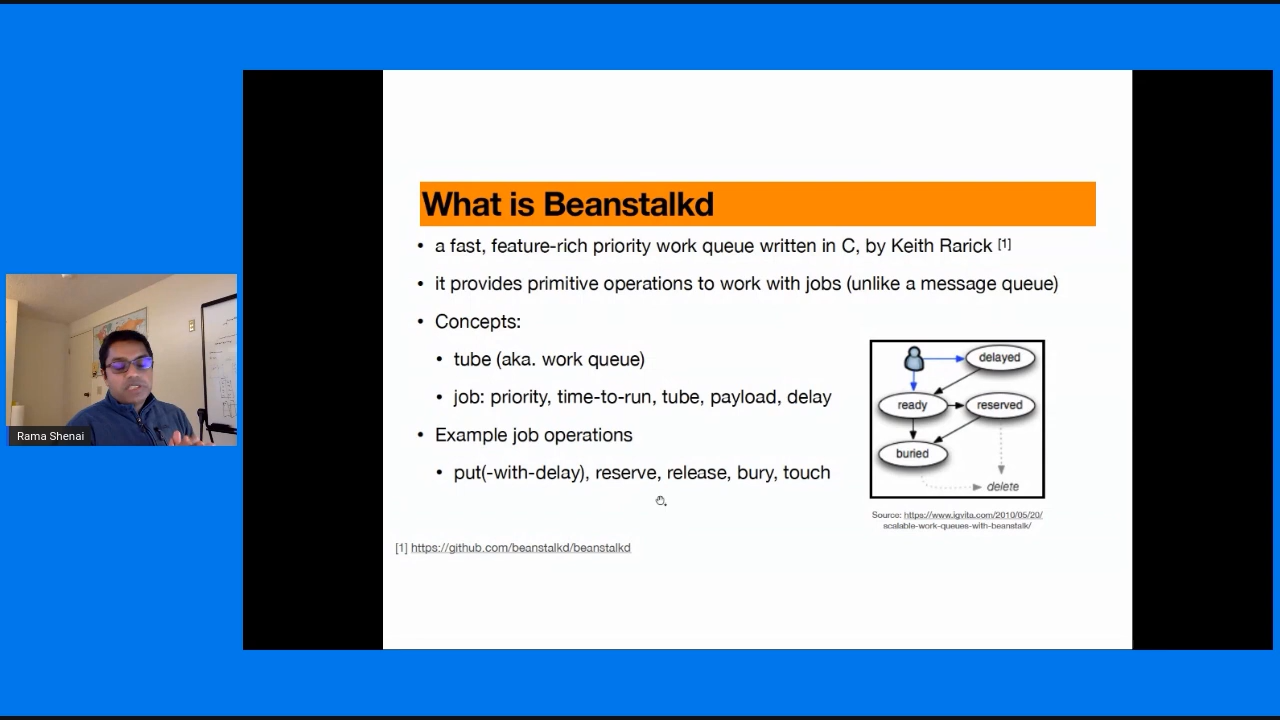 What is Beanstalkd
• a fast, feature-rich priority work queue written in C, by Keith Rarick [1]
• it provides primitive operations to work with jobs (unlike a message queue)
• Concepts:
• tube (aka. work queue)
• job: priority, time-to-run, tube, payload, delay
• Example job operations
• put(-with-delay), reserve, release, bury, touch
delayed
ready
reserved
buried
delete
Source: https://www.igvita.com/2010/05/20/
scalable-work-queues-with-beanstalk/
[1] https://github.com/beanstalkd/beanstalkd
Rama Shenai